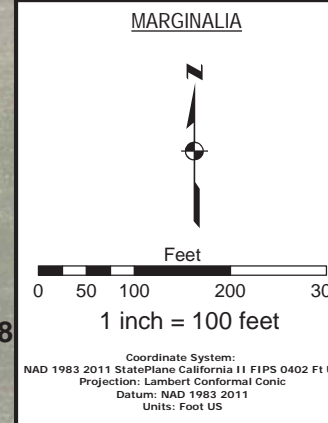 MARGINALIA
N
Feet
0 50 100 200 30
1 inch = 100 feet
8
Coordinate System:
NAD 1983 2011 StatePlane California II FIPS 0402 Ft U
Projection: Lambert Conformal Conic
Datum: NAD 1983 2011
Units: Foot US